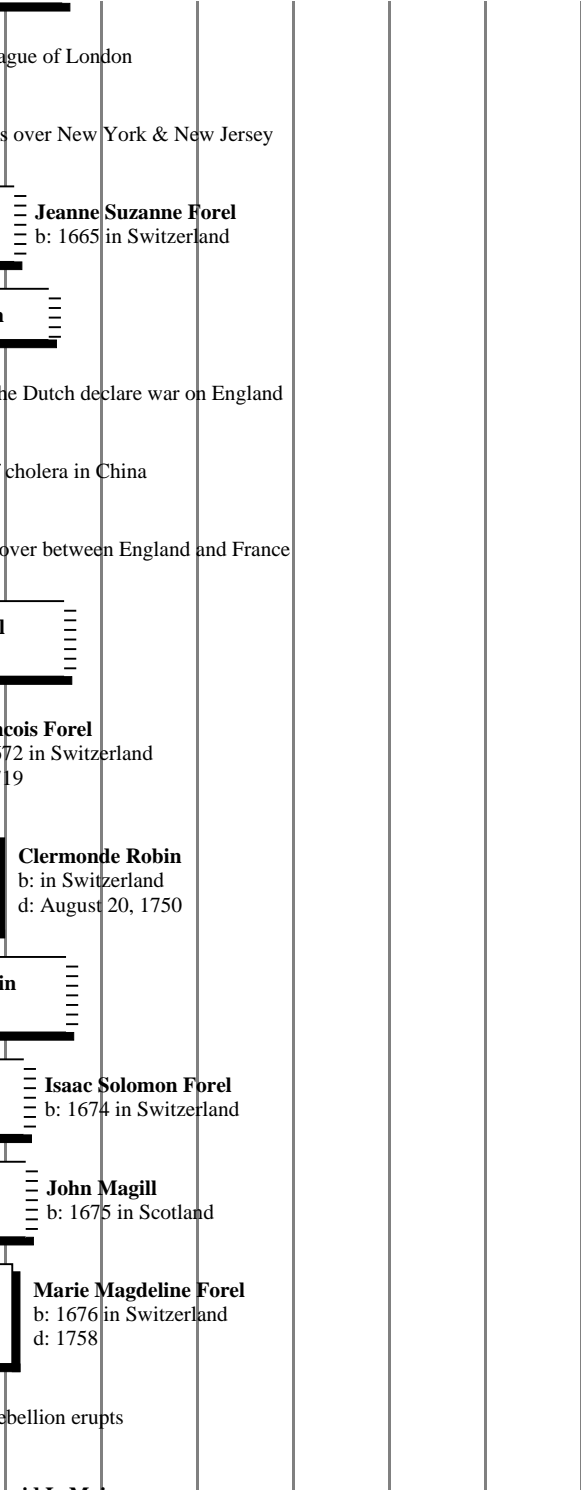 ague of London
s over New York & New Jersey
Jeanne Suzanne Forel
b: 1665 in Switzerland
n
he Dutch declare war on England
cholera in China
over between England and France
l
ncois Forel
672 in Switzerland
719
Clermonde Robin
b: in Switzerland
d: August 20, 1750
in
Isaac Solomon Forel
b: 1674 in Switzerland
John Magill
b: 1675 in Scotland
Marie Magdeline Forel
b: 1676 in Switzerland
d: 1758
ebellion erupts